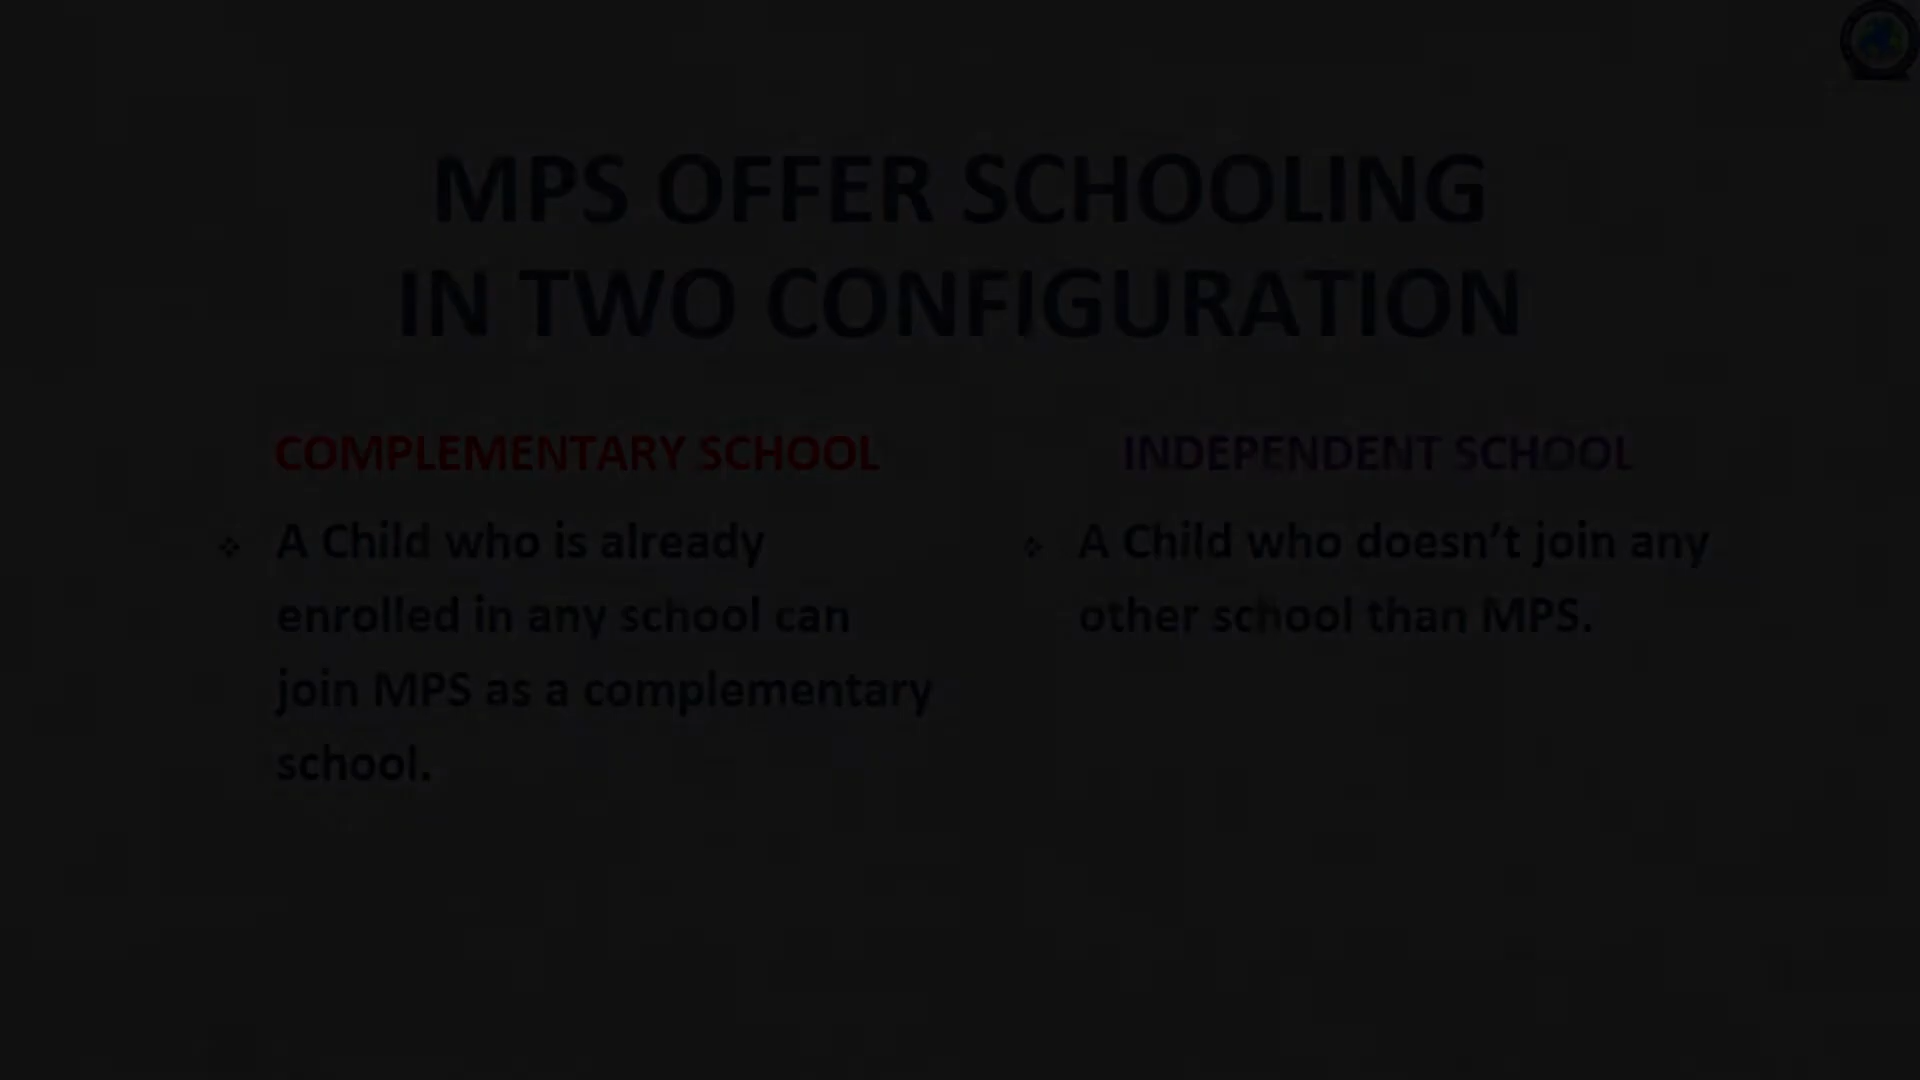 MPS OFFER SCHOOLING
IN TWO CONFIGURATION
COMPLEMENTARY SCHOOL
❖ A Child who is already
enrolled in any school can
join MPS as a complementary
school.
INDEPENDENT SCHOOL
❖ A Child who doesn’t join any
other school than MPS.